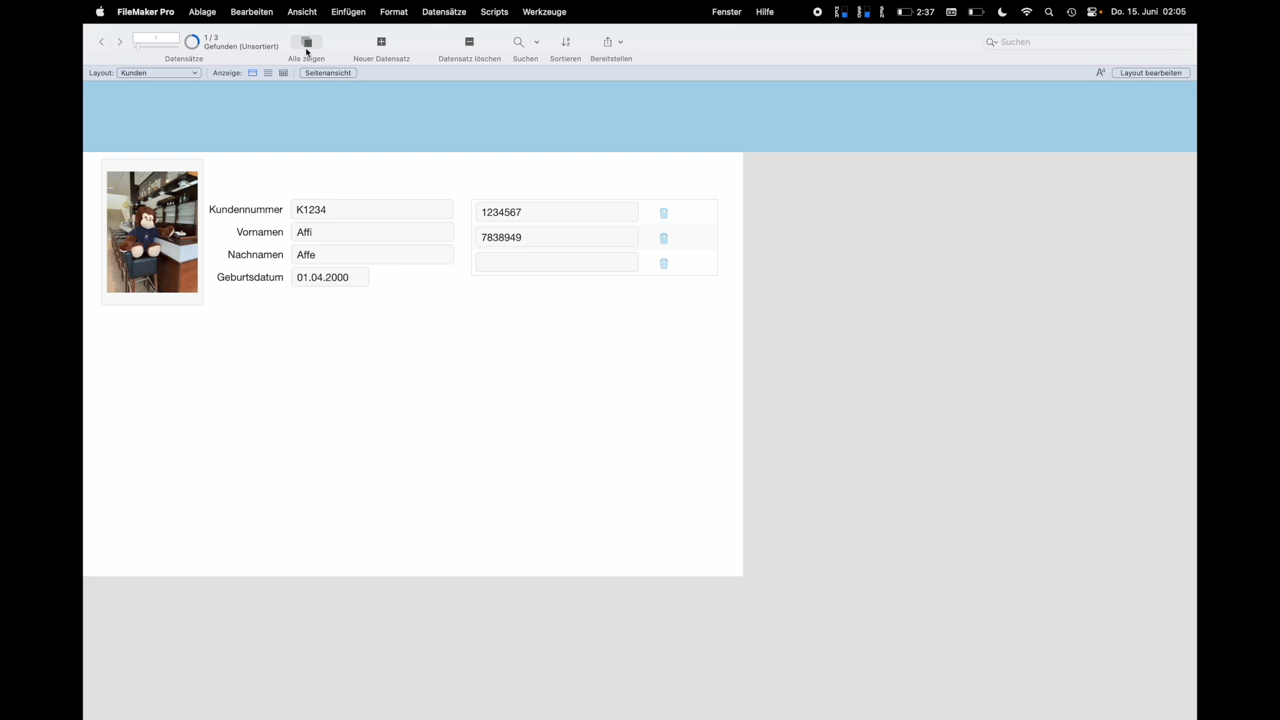 FileMaker Pro Ablage Bearbeiten Ansicht Einfügen Format Datensätze Scripts Werkzeuge Fenster Hilfe 2:37 Do. 15. Juni 02:05
1
1 / 3
Gefunden (Unsortiert)
Datensätze
Alle zeigen
Neuer Datensatz
Datensatz löschen
Suchen
Sortieren
Bereitstellen
Suchen
Layout: Kunden Anzeige: Seitenansicht Layout bearbeiten
Kundennummer K1234
Vornamen Affi
Nachnamen Affe
Geburtsdatum 01.04.2000
1234567
7838949